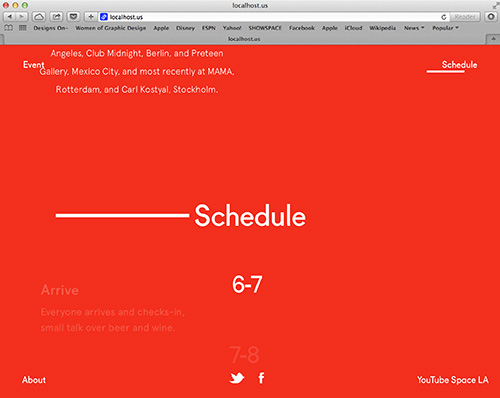 localhost.us
localhost.us
Reader
Designs On~ Women of Graphic Design ESPN Yahoo! SHOWSPACE Facebook Apple Disney Apple iCloud Wikipedia News Popular
localhost.us
Angeles, Club Midnight, Berlin, and Preteen
Event
Schedule
Gallery, Mexico City, and most recently at MAMA,
Rotterdam, and Carl Kostyal, Stockholm.
Schedule
6-7
Arrive
Everyone arrives and checks-in,
small talk over beer and wine.
7-8
About
YouTube Space LA